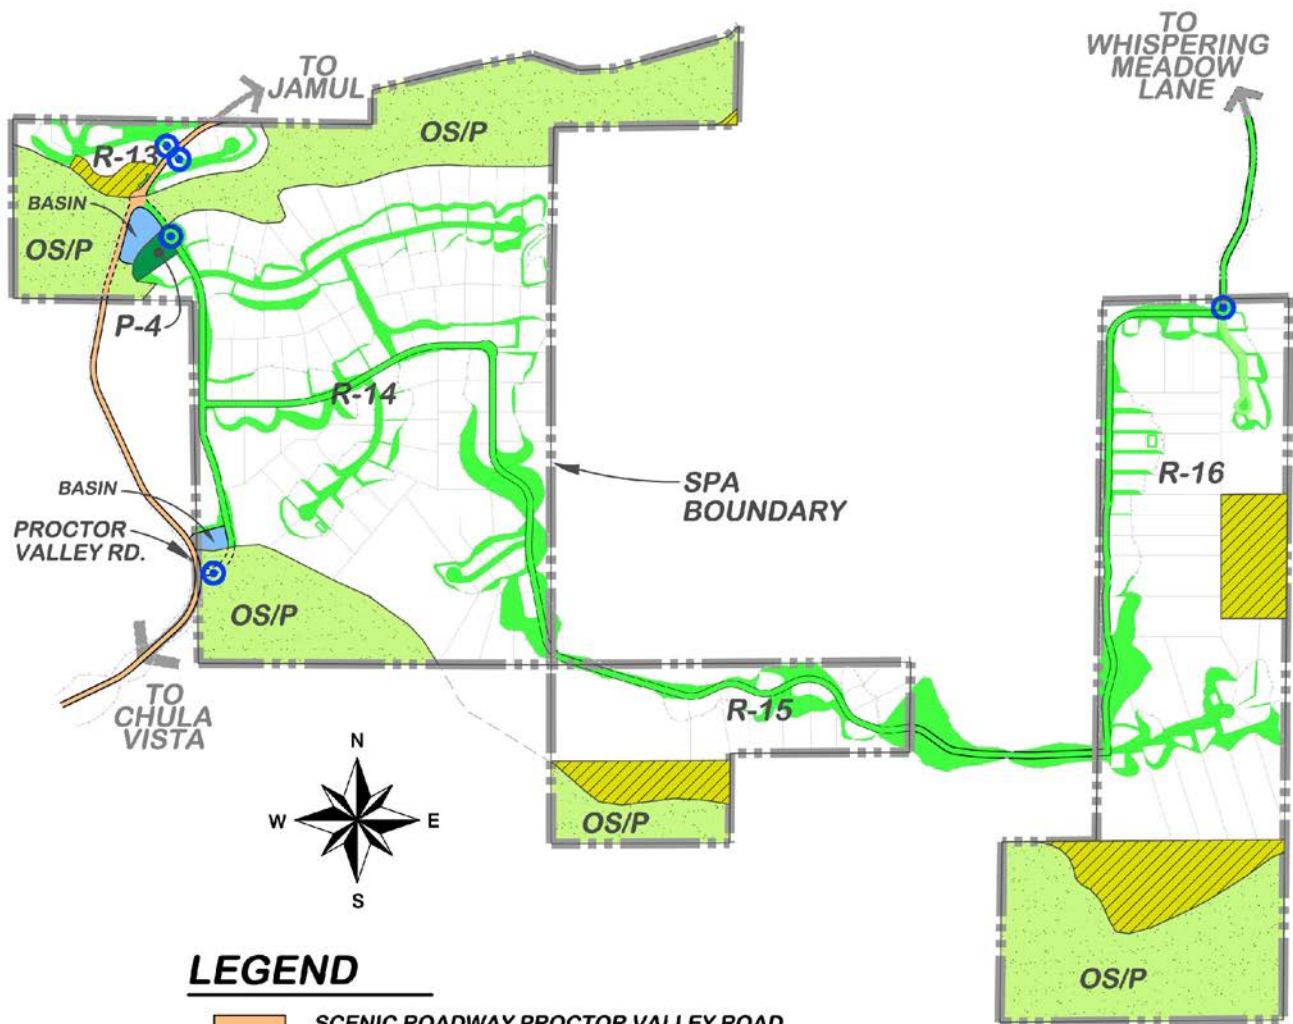 TO
WHISPERING
MEADOW
LANE
TO
JAMUL
OS/P
R-13
BASIN
OS/P
P-4
R-14
R-16
SPA
BOUNDARY
BASIN
PROCTOR
VALLEY RD.
OS/P
TO
CHULA
VISTA
R-15
N
W
E
S
OS/P
OS/P
LEGEND
SCENIC ROADWAY PROCTOR VALLEY ROAD